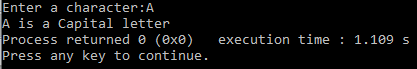 Enter a character:A
A is a Capital letter
Process returned 0 (0x0)   execution time : 1.109 s
Press any key to continue.